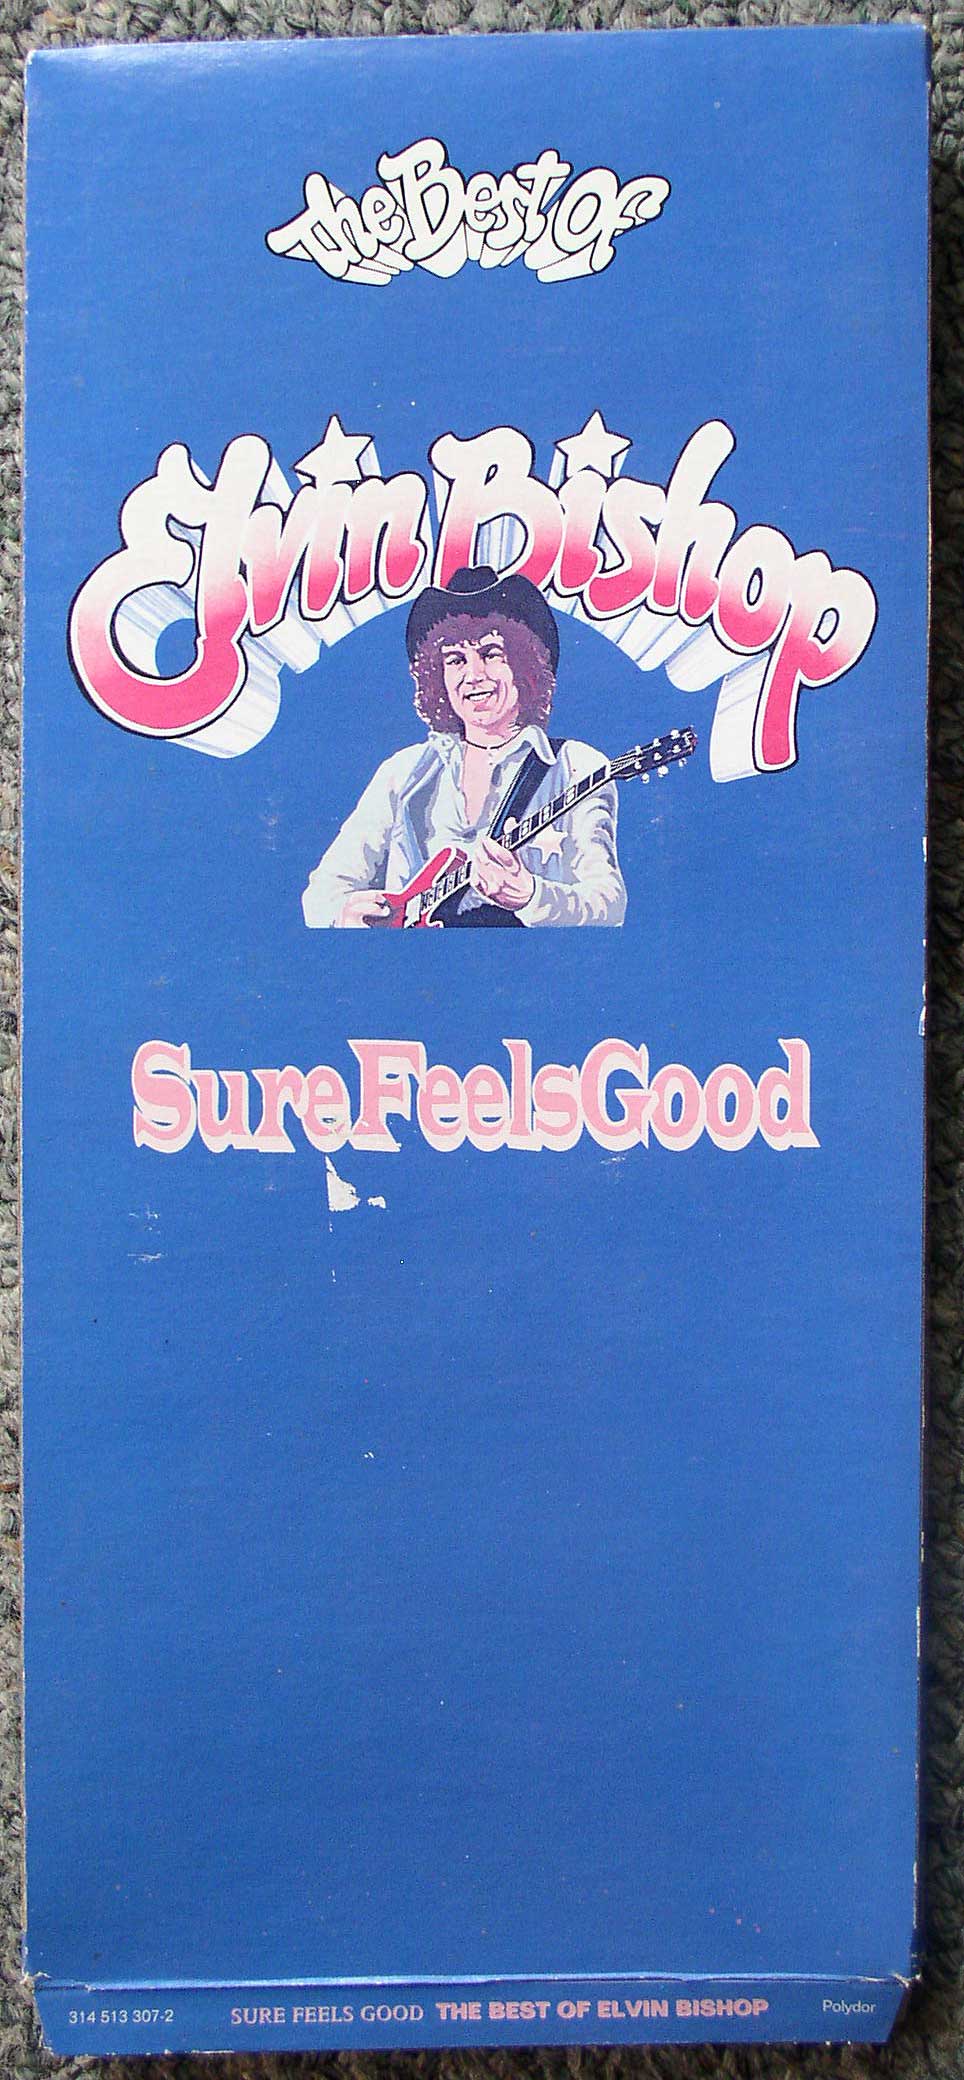 the Best Of
Elvin Bishop
Sure Feels Good
314 513 307-2 SURE FEELS GOOD THE BEST OF ELVIN BISHOP Polydor